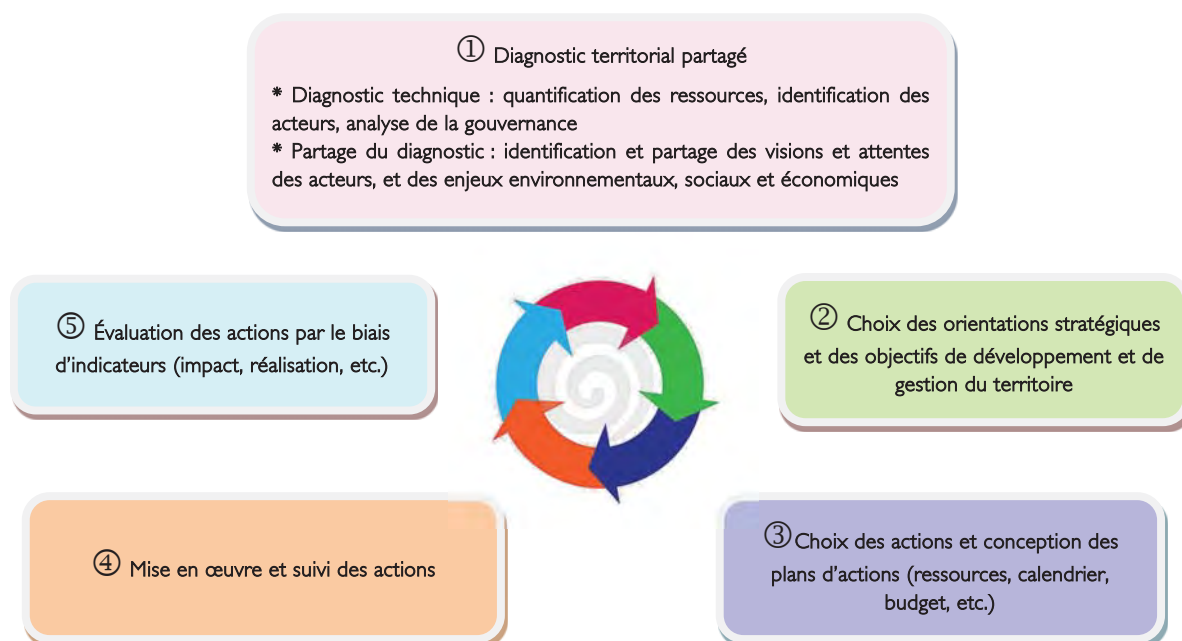 ① Diagnostic territorial partagé
* Diagnostic technique : quantification des ressources, identification des
acteurs, analyse de la gouvernance
* Partage du diagnostic : identification et partage des visions et attentes
des acteurs, et des enjeux environnementaux, sociaux et économiques
② Choix des orientations stratégiques
et des objectifs de développement et de
gestion du territoire
③Choix des actions et conception des
plans d’actions (ressources, calendrier,
budget, etc.)
④ Mise en œuvre et suivi des actions
⑤ Évaluation des actions par le biais
d’indicateurs (impact, réalisation, etc.)